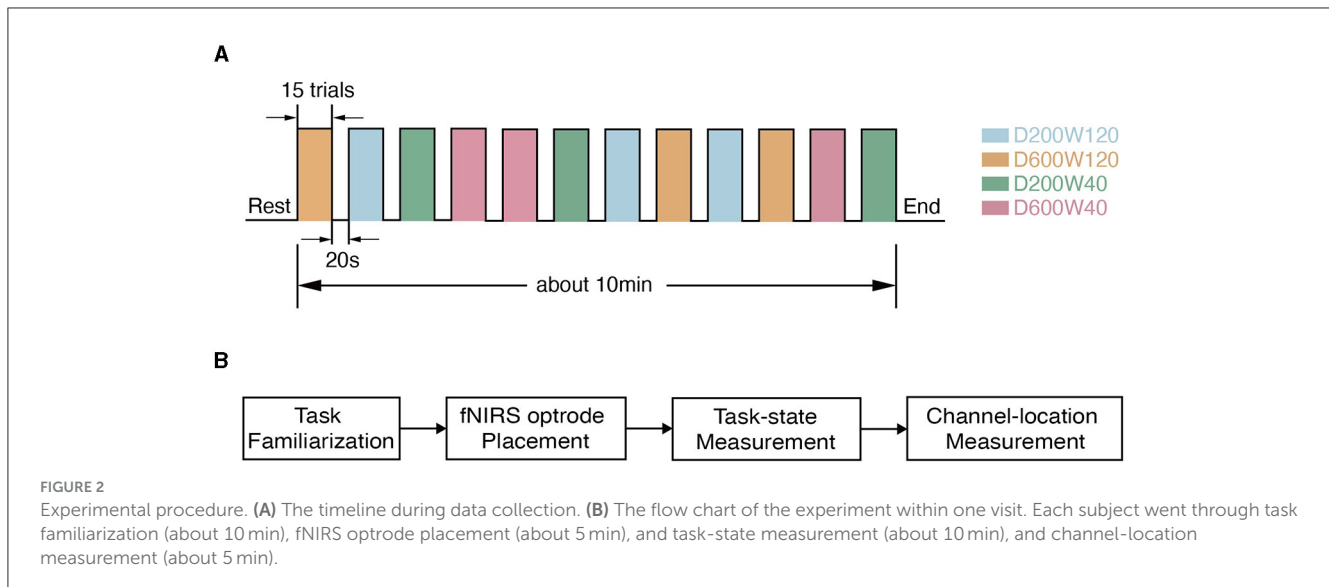 A
15 trials
D200W120
D600W120
D200W40
D600W40
Rest
End
20s
about 10min
B
Task
Familiarization
fNIRS optrode
Placement
Task-state
Measurement
Channel-location
Measurement
FIGURE 2
Experimental procedure. (A) The timeline during data collection. (B) The flow chart of the experiment within one visit. Each subject went through task
familiarization (about 10 min), fNIRS optrode placement (about 5 min), and task-state measurement (about 10 min), and channel-location
measurement (about 5 min).